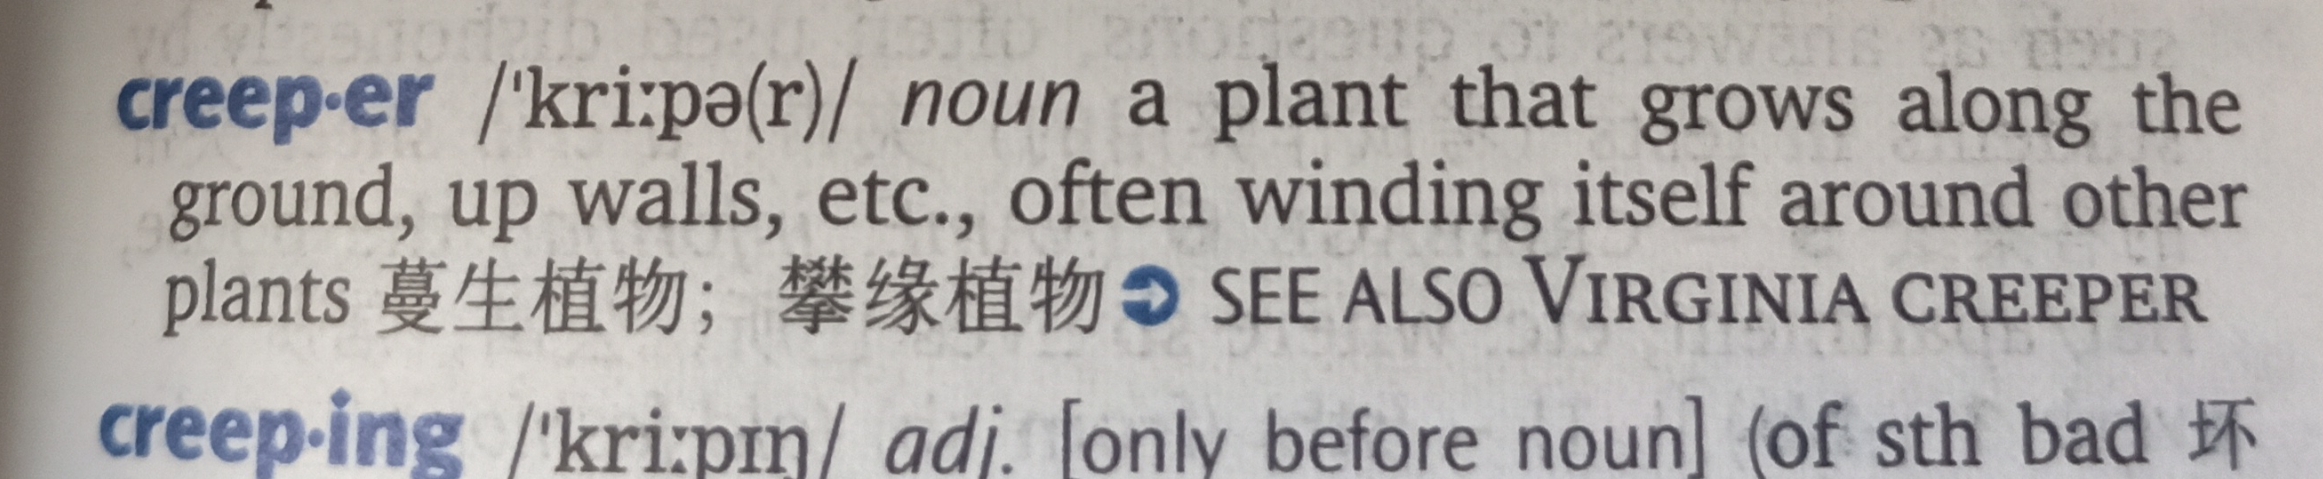 creep·er /ˈkriːpə(r)/ noun a plant that grows along the
ground, up walls, etc., often winding itself around other
plants 蔓生植物； 攀缘植物 ➲ SEE ALSO VIRGINIA CREEPER
creep·ing /ˈkriːpɪŋ/ adj. [only before noun] (of sth bad 坏